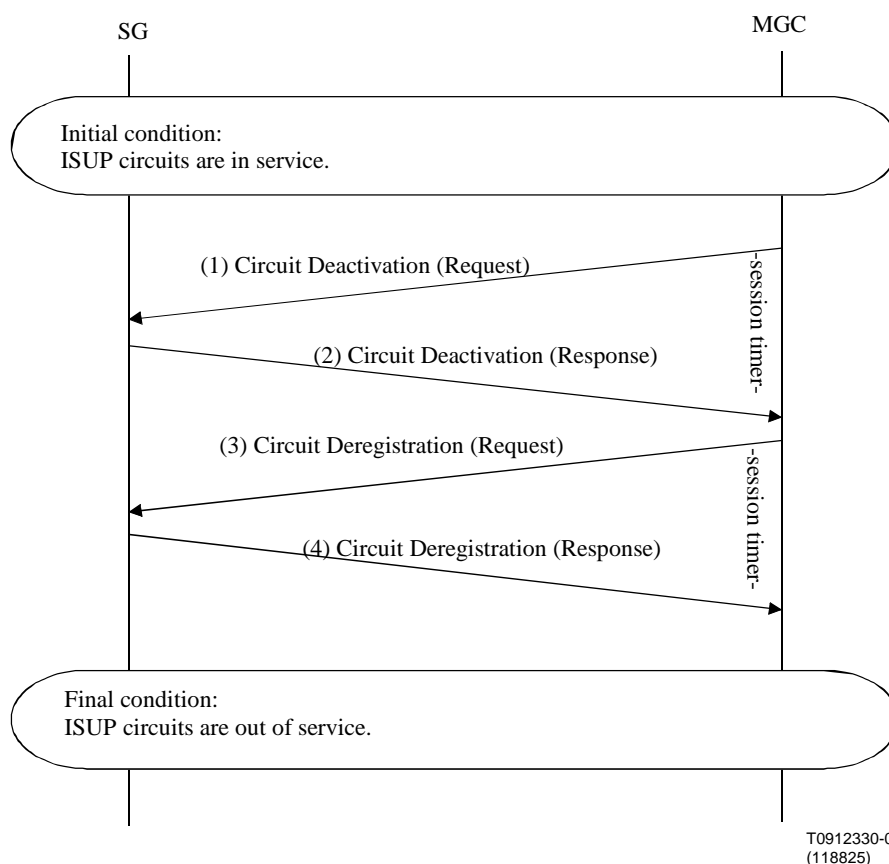 SG
MGC
Initial condition:
ISUP circuits are in service.
(1) Circuit Deactivation (Request)
-session timer-
(2) Circuit Deactivation (Response)
(3) Circuit Deregistration (Request)
-session timer-
(4) Circuit Deregistration (Response)
Final condition:
ISUP circuits are out of service.
T0912330-0
(118825)